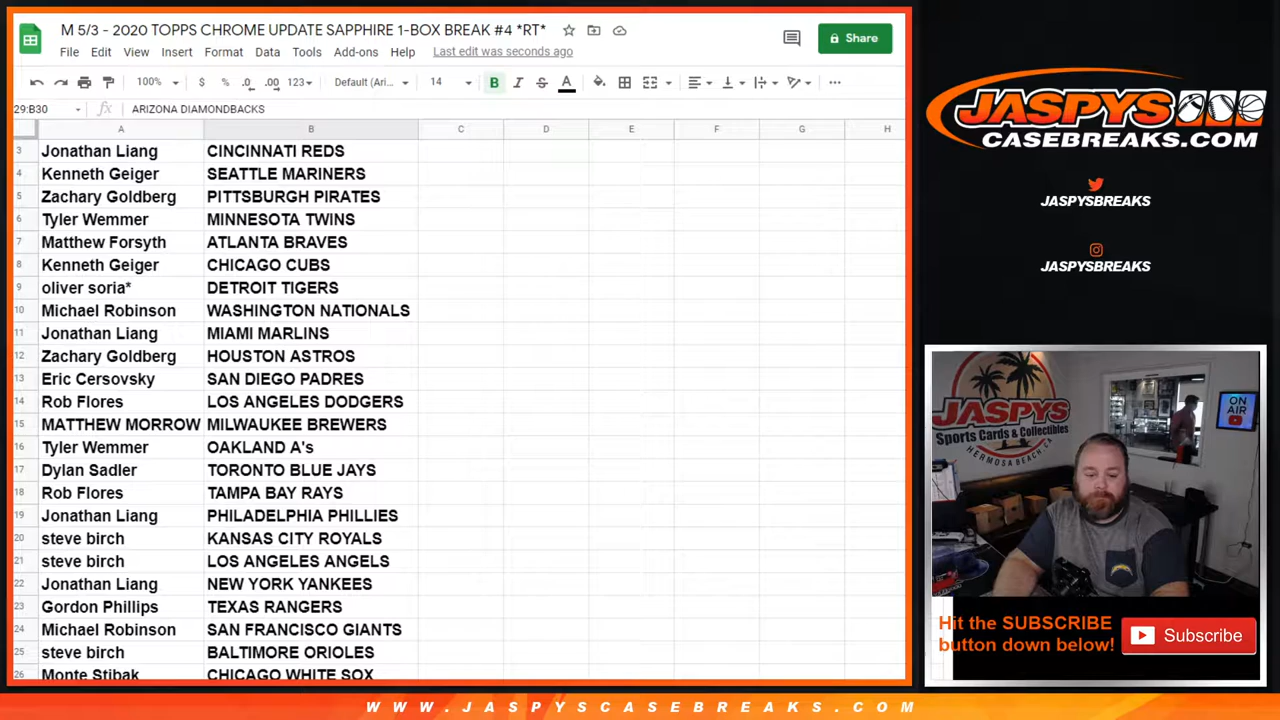 M 5/3 - 2020 TOPPS CHROME UPDATE SAPPHIRE 1-BOX BREAK #4 *RT*
File Edit View Insert Format Data Tools Add-ons Help Last edit was seconds ago
Share
100% $ % .0 .00 123 Default (Ari... 14 B I S A
29:B30 fx ARIZONA DIAMONDBACKS
A B C D E F G H
3 Jonathan Liang CINCINNATI REDS
4 Kenneth Geiger SEATTLE MARINERS
5 Zachary Goldberg PITTSBURGH PIRATES
6 Tyler Wemmer MINNESOTA TWINS
7 Matthew Forsyth ATLANTA BRAVES
8 Kenneth Geiger CHICAGO CUBS
9 oliver soria* DETROIT TIGERS
10 Michael Robinson WASHINGTON NATIONALS
11 Jonathan Liang MIAMI MARLINS
12 Zachary Goldberg HOUSTON ASTROS
13 Eric Cersovsky SAN DIEGO PADRES
14 Rob Flores LOS ANGELES DODGERS
15 MATTHEW MORROW MILWAUKEE BREWERS
16 Tyler Wemmer OAKLAND A's
17 Dylan Sadler TORONTO BLUE JAYS
18 Rob Flores TAMPA BAY RAYS
19 Jonathan Liang PHILADELPHIA PHILLIES
20 steve birch KANSAS CITY ROYALS
21 steve birch LOS ANGELES ANGELS
22 Jonathan Liang NEW YORK YANKEES
23 Gordon Phillips TEXAS RANGERS
24 Michael Robinson SAN FRANCISCO GIANTS
25 steve birch BALTIMORE ORIOLES
26 Monte Stibak CHICAGO WHITE SOX
JASPYS
CASEBREAKS.COM
JASPYSBREAKS
JASPYSBREAKS
JASPYS
Sports Cards & Collectibles
HERMOSA BEACH, CA
ON
AIR
Hit the SUBSCRIBE
button down below!
Subscribe
WWW.JASPYSCASEBREAKS.COM